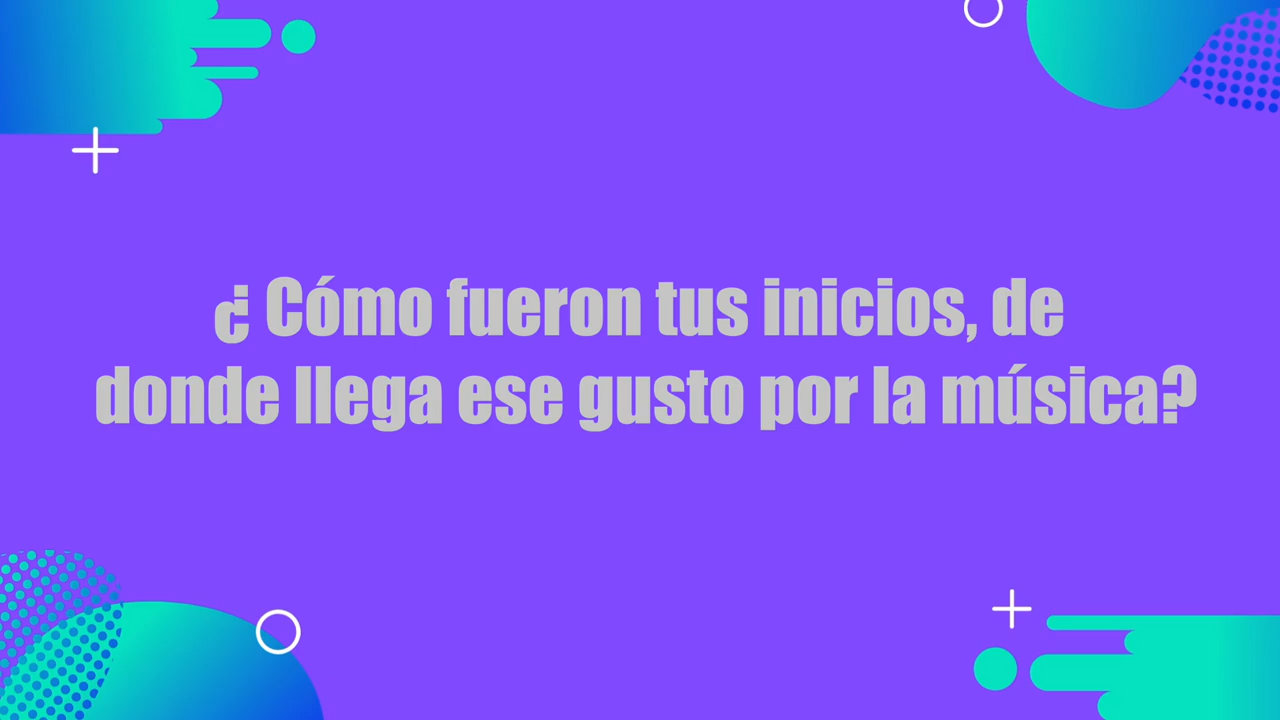 ¿ Cómo fueron tus inicios, de
donde llega ese gusto por la música?